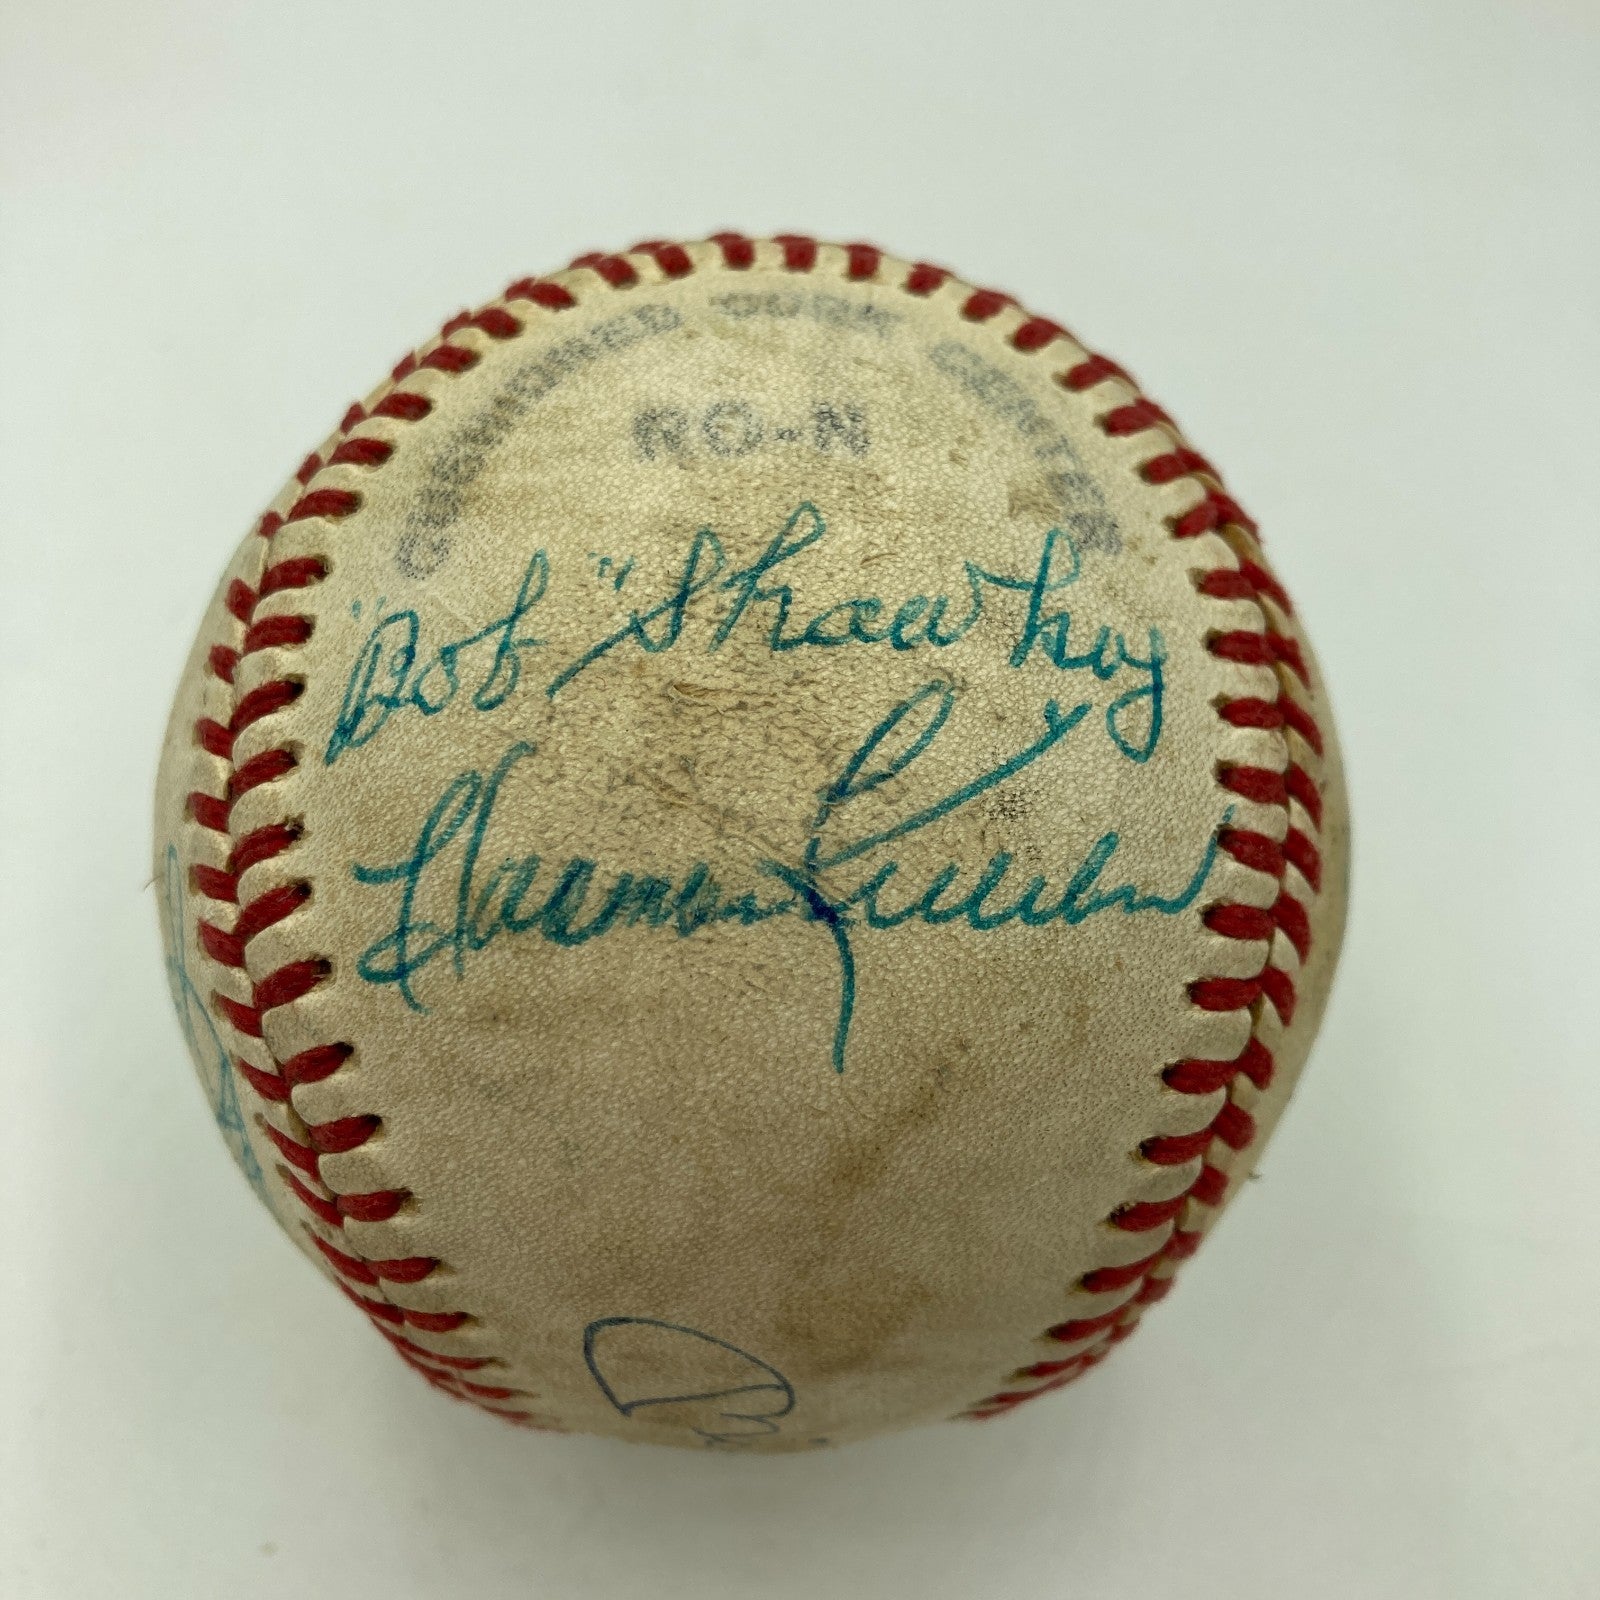 CUSHIONED CORK CENTER
RO-N
"Bob" Shawkey
Harmon Killebrew